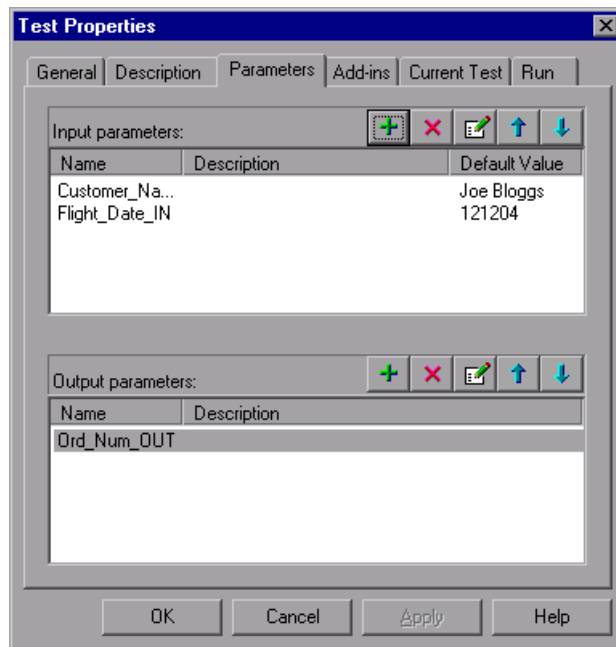 Test Properties
General Description Parameters Add-ins Current Test Run
Input parameters:
Name Description Default Value
Customer_Na... Joe Bloggs
Flight_Date_IN 121204
Output parameters:
Name Description
Ord_Num_OUT
OK Cancel Apply Help